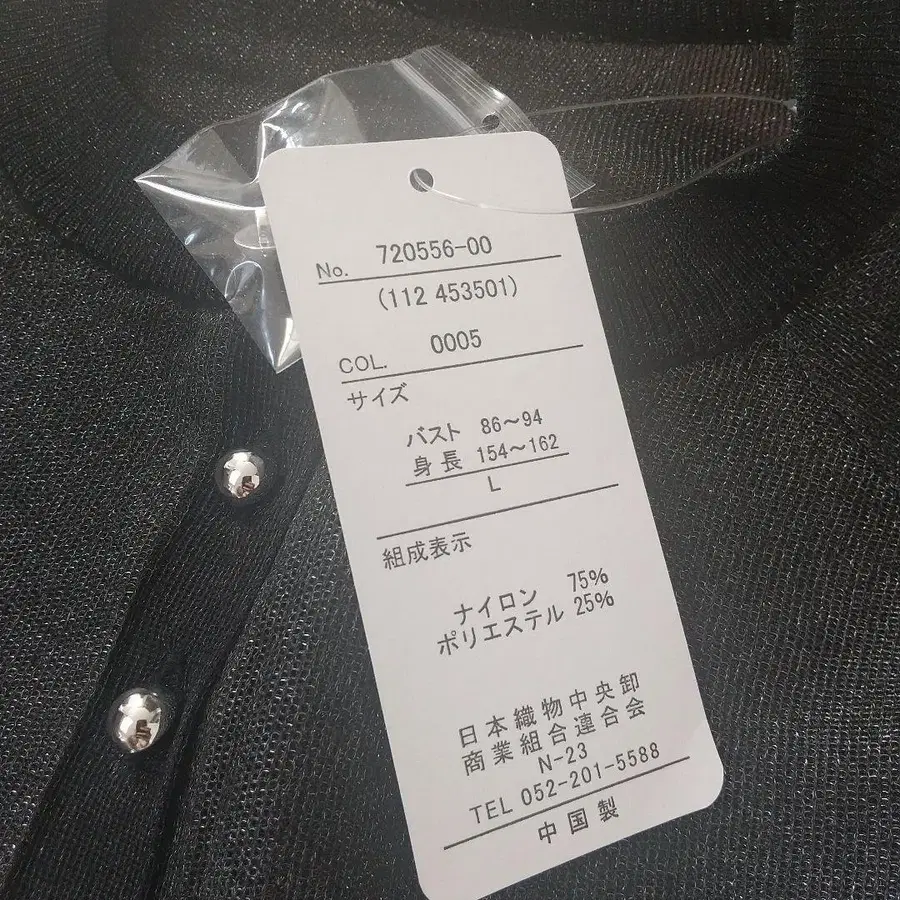 No. 720556-00
(112 453501)
COL. 0005
サイズ
バスト 86〜94
身長 154〜162
L
組成表示
ナイロン 75%
ポリエステル 25%
日本織物中央卸
商業組合連合会
N-23
TEL 052-201-5588
中国製